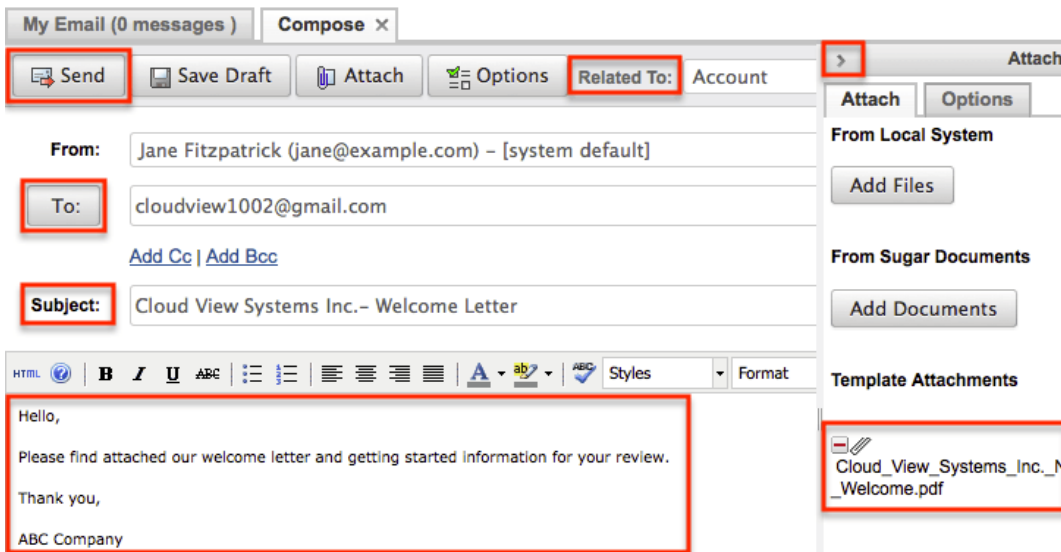 My Email (0 messages ) Compose ×
Send Save Draft Attach Options Related To: Account
From: Jane Fitzpatrick (jane@example.com) – [system default]
To: cloudview1002@gmail.com
Add Cc | Add Bcc
Subject: Cloud View Systems Inc.– Welcome Letter
HTML ? B I U ABC A ab ABC Styles Format
Hello,
Please find attached our welcome letter and getting started information for your review.
Thank you,
ABC Company
> Attach
Attach Options
From Local System
Add Files
From Sugar Documents
Add Documents
Template Attachments
Cloud_View_Systems_Inc._N
_Welcome.pdf